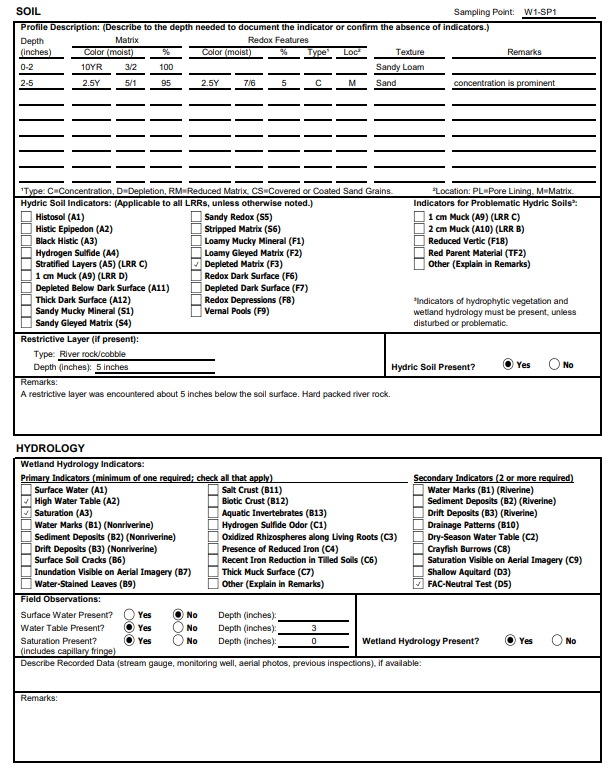 SOIL Sampling Point: W1-SP1
Profile Description: (Describe to the depth needed to document the indicator or confirm the absence of indicators.)
Depth Matrix Redox Features
(inches) Color (moist) % Color (moist) % Type¹ Loc² Texture Remarks
0-2 10YR 3/2 100 Sandy Loam
2-5 2.5Y 5/1 95 2.5Y 7/6 5 C M Sand concentration is prominent
¹Type: C=Concentration, D=Depletion, RM=Reduced Matrix, CS=Covered or Coated Sand Grains. ²Location: PL=Pore Lining, M=Matrix.
Hydric Soil Indicators: (Applicable to all LRRs, unless otherwise noted.) Indicators for Problematic Hydric Soils³:
Histosol (A1) Sandy Redox (S5) 1 cm Muck (A9) (LRR C)
Histic Epipedon (A2) Stripped Matrix (S6) 2 cm Muck (A10) (LRR B)
Black Histic (A3) Loamy Mucky Mineral (F1) Reduced Vertic (F18)
Hydrogen Sulfide (A4) Loamy Gleyed Matrix (F2) Red Parent Material (TF2)
Stratified Layers (A5) (LRR C) ✓ Depleted Matrix (F3) Other (Explain in Remarks)
1 cm Muck (A9) (LRR D) Redox Dark Surface (F6)
Depleted Below Dark Surface (A11) Depleted Dark Surface (F7)
Thick Dark Surface (A12) Redox Depressions (F8) ³Indicators of hydrophytic vegetation and
Sandy Mucky Mineral (S1) Vernal Pools (F9) wetland hydrology must be present, unless
Sandy Gleyed Matrix (S4) disturbed or problematic.
Restrictive Layer (if present):
Type: River rock/cobble
Depth (inches): 5 inches Hydric Soil Present? Yes No
Remarks:
A restrictive layer was encountered about 5 inches below the soil surface. Hard packed river rock.
HYDROLOGY
Wetland Hydrology Indicators:
Primary Indicators (minimum of one required; check all that apply) Secondary Indicators (2 or more required)
Surface Water (A1) Salt Crust (B11) Water Marks (B1) (Riverine)
✓ High Water Table (A2) Biotic Crust (B12) Sediment Deposits (B2) (Riverine)
✓ Saturation (A3) Aquatic Invertebrates (B13) Drift Deposits (B3) (Riverine)
Water Marks (B1) (Nonriverine) Hydrogen Sulfide Odor (C1) Drainage Patterns (B10)
Sediment Deposits (B2) (Nonriverine) Oxidized Rhizospheres along Living Roots (C3) Dry-Season Water Table (C2)
Drift Deposits (B3) (Nonriverine) Presence of Reduced Iron (C4) Crayfish Burrows (C8)
Surface Soil Cracks (B6) Recent Iron Reduction in Tilled Soils (C6) Saturation Visible on Aerial Imagery (C9)
Inundation Visible on Aerial Imagery (B7) Thick Muck Surface (C7) Shallow Aquitard (D3)
Water-Stained Leaves (B9) Other (Explain in Remarks) ✓ FAC-Neutral Test (D5)
Field Observations:
Surface Water Present? Yes No Depth (inches):
Water Table Present? Yes No Depth (inches): 3
Saturation Present? Yes No Depth (inches): 0 Wetland Hydrology Present? Yes No
(includes capillary fringe)
Describe Recorded Data (stream gauge, monitoring well, aerial photos, previous inspections), if available:
Remarks: